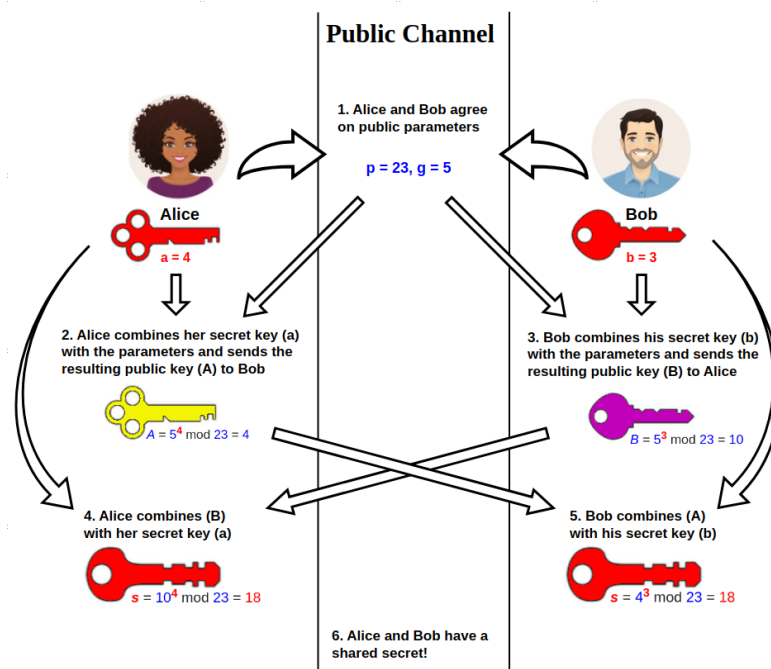 Public Channel
1. Alice and Bob agree
on public parameters
p = 23, g = 5
Alice
a = 4
Bob
b = 3
2. Alice combines her secret key (a)
with the parameters and sends the
resulting public key (A) to Bob
A = 5⁴ mod 23 = 4
3. Bob combines his secret key (b)
with the parameters and sends the
resulting public key (B) to Alice
B = 5³ mod 23 = 10
4. Alice combines (B)
with her secret key (a)
s = 10⁴ mod 23 = 18
5. Bob combines (A)
with his secret key (b)
s = 4³ mod 23 = 18
6. Alice and Bob have a
shared secret!